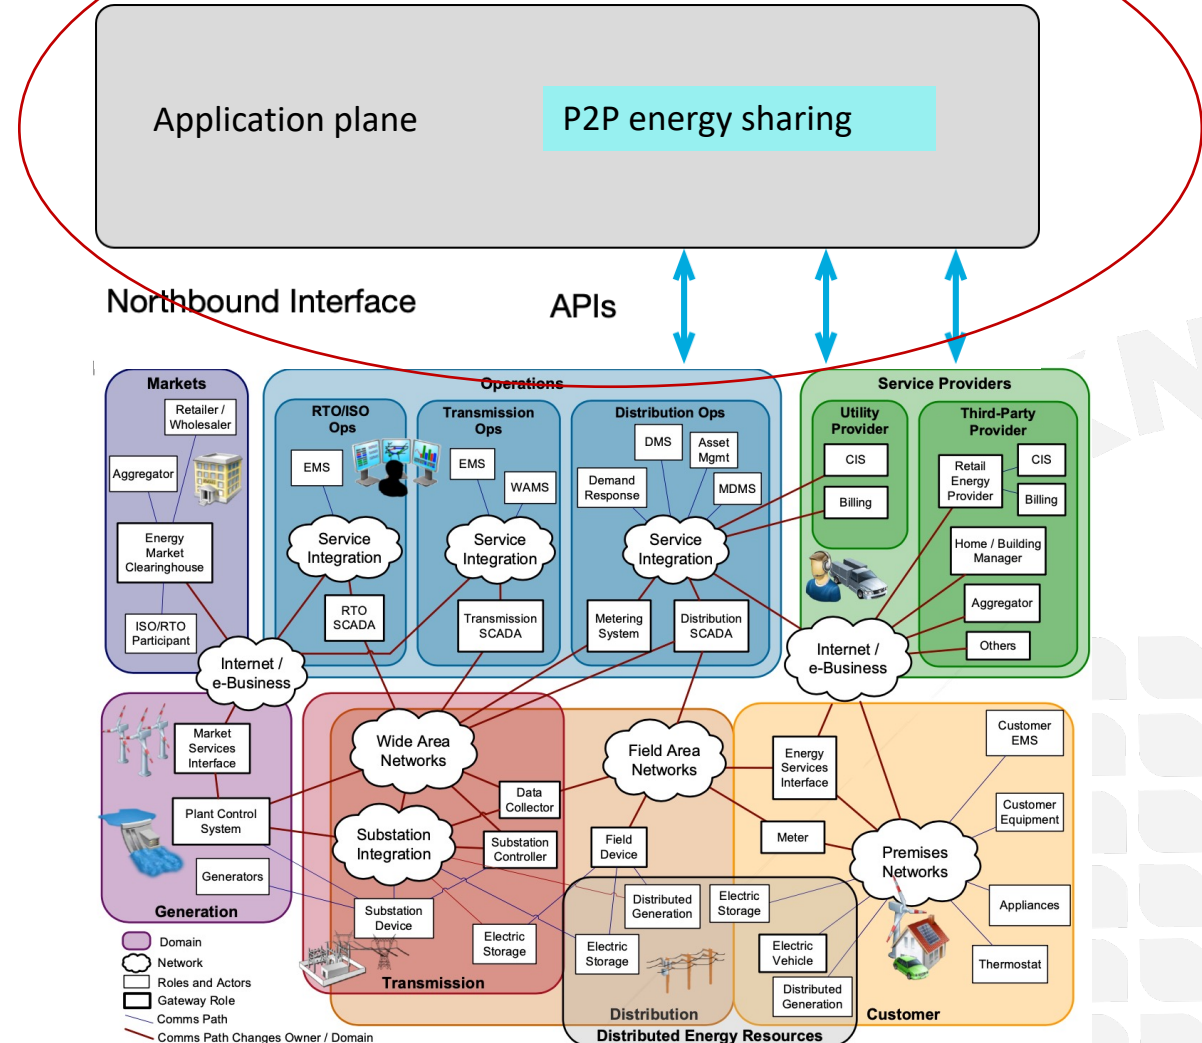 Application plane
P2P energy sharing
Northbound Interface
APIs
Markets
Retailer /
Wholesaler
Aggregator
Energy
Market
Clearinghouse
ISO/RTO
Participant
Operations
RTO/ISO
Ops
EMS
Service
Integration
RTO
SCADA
Transmission
Ops
EMS
WAMS
Service
Integration
Transmission
SCADA
Distribution Ops
DMS
Asset
Mgmt
Demand
Response
MDMS
Service
Integration
Metering
System
Distribution
SCADA
Service Providers
Utility
Provider
CIS
Billing
Third-Party
Provider
Retail
Energy
Provider
CIS
Billing
Home / Building
Manager
Aggregator
Others
Internet /
e-Business
Internet /
e-Business
Market
Services
Interface
Plant Control
System
Generators
Generation
Wide Area
Networks
Substation
Integration
Data
Collector
Substation
Controller
Substation
Device
Electric
Storage
Transmission
Field Area
Networks
Field
Device
Distributed
Generation
Electric
Storage
Distribution
Energy
Services
Interface
Meter
Premises
Networks
Customer
EMS
Customer
Equipment
Appliances
Thermostat
Electric
Storage
Electric
Vehicle
Distributed
Generation
Customer
Distributed Energy Resources
Domain
Network
Roles and Actors
Gateway Role
Comms Path
Comms Path Changes Owner / Domain